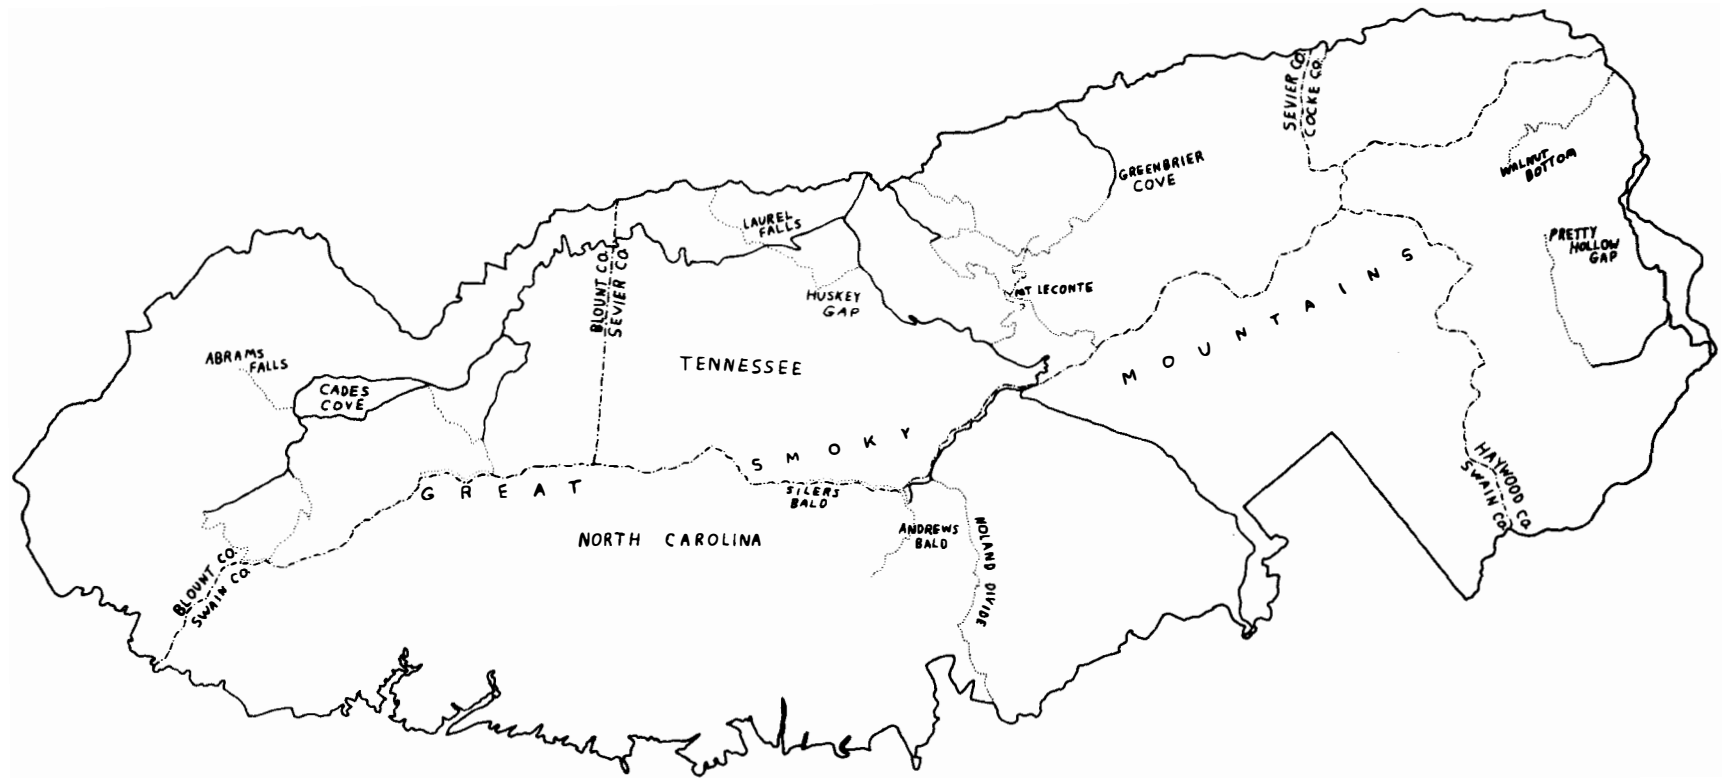 SEVIER CO.
COCKE CO.
GREENBRIER
COVE
WALNUT
BOTTOM
LAUREL
FALLS
PRETTY
HOLLOW
GAP
BLOUNT CO.
SEVIER CO.
HUSKEY
GAP
MT LECONTE
ABRAMS
FALLS
CADES
COVE
TENNESSEE
GREAT SMOKY MOUNTAINS
SILERS
BALD
NORTH CAROLINA
ANDREWS
BALD
NOLAND DIVIDE
HAYWOOD CO.
SWAIN CO.
BLOUNT CO.
SWAIN CO.